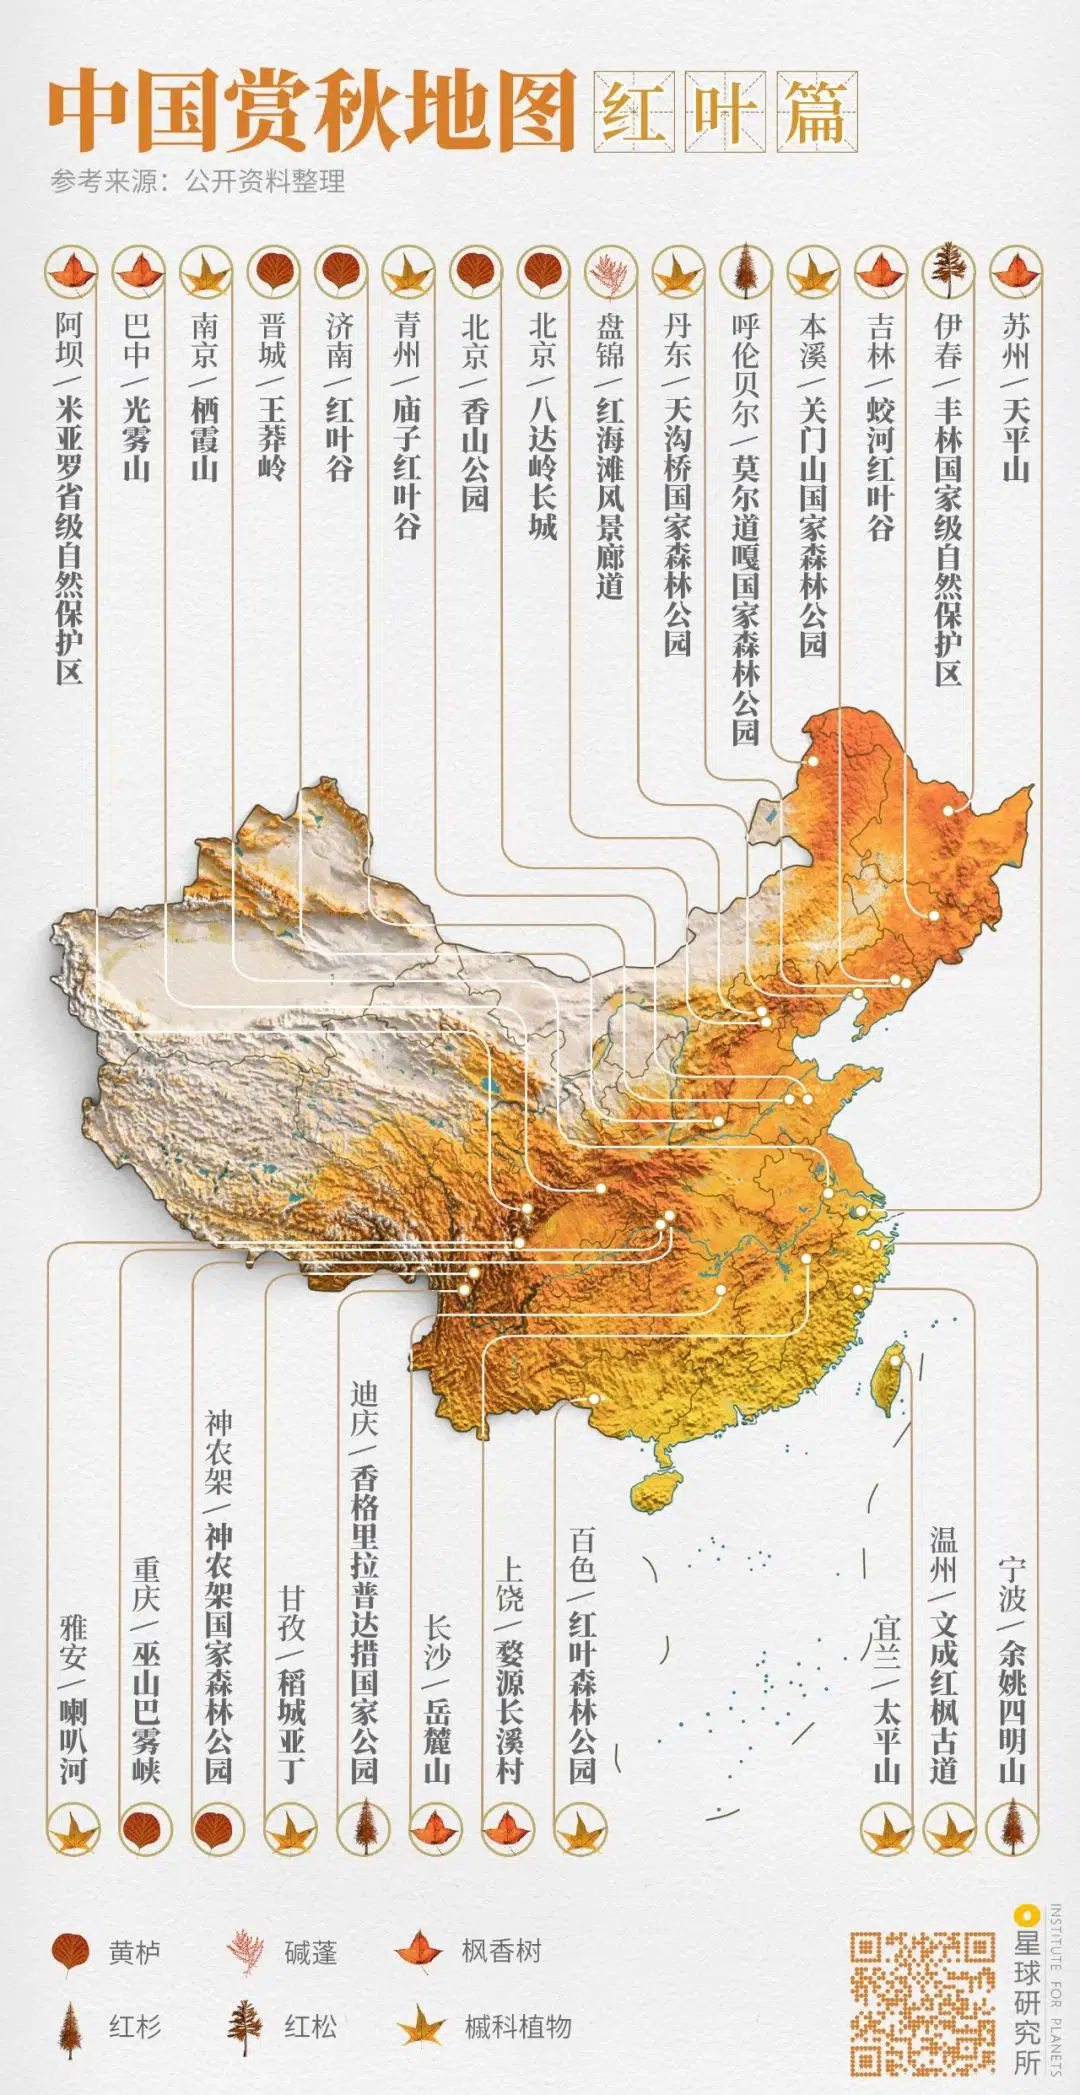 中国赏秋地图 红叶篇
参考来源：公开资料整理
阿坝/米亚罗省级自然保护区
巴中/光雾山
南京/栖霞山
晋城/王莽岭
济南/红叶谷
青州/庙子红叶谷
北京/香山公园
北京/八达岭长城
盘锦/红海滩风景廊道
丹东/天沟桥国家森林公园
呼伦贝尔/莫尔道嘎国家森林公园
本溪/关门山国家森林公园
吉林/蛟河红叶谷
伊春/丰林国家级自然保护区
苏州/天平山
雅安/喇叭河
重庆/巫山巴雾峡
神农架/神农架国家森林公园
甘孜/稻城亚丁
迪庆/香格里拉普达措国家公园
长沙/岳麓山
上饶/婺源长溪村
百色/红叶森林公园
宜兰/太平山
温州/文成红枫古道
宁波/余姚四明山
黄栌
碱蓬
枫香树
红杉
红松
槭科植物
星球研究所
INSTITUTE FOR PLANETS